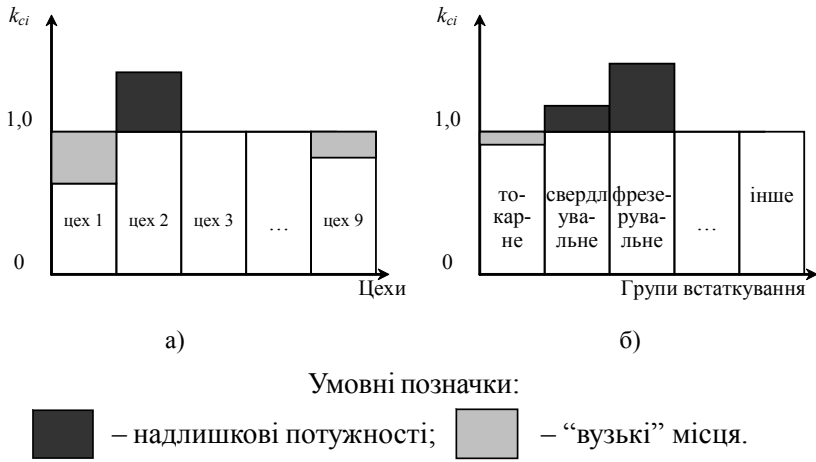 k_ci
1,0
0
цех 1
цех 2
цех 3
…
цех 9
Цехи
а)
k_ci
1,0
0
то-
кар-
не
свердл
ува-
льне
фрезе-
рува-
льне
…
інше
Групи встаткування
б)
Умовні позначки:
– надлишкові потужності;
– “вузькі” місця.